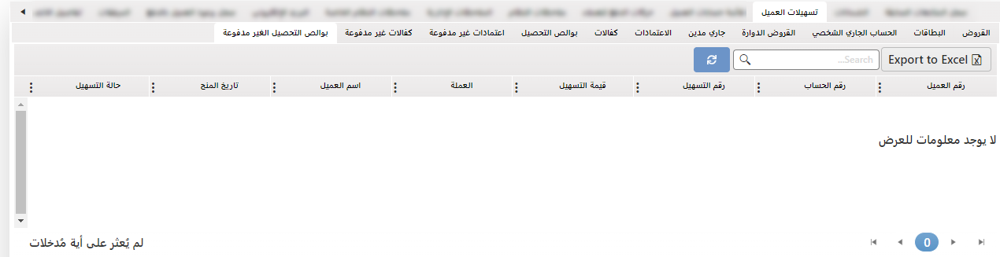 تسهيلات العميل
القروض البطاقات الحساب الجاري الشخصي القروض الدوارة جاري مدين الاعتمادات كفالات بوالص التحصيل اعتمادات غير مدفوعة كفالات غير مدفوعة بوالص التحصيل الغير مدفوعة
Export to Excel Search...
رقم العميل رقم الحساب رقم التسهيل قيمة التسهيل العملة اسم العميل تاريخ المنح حالة التسهيل
لا يوجد معلومات للعرض
0 لم يُعثر على أية مُدخلات